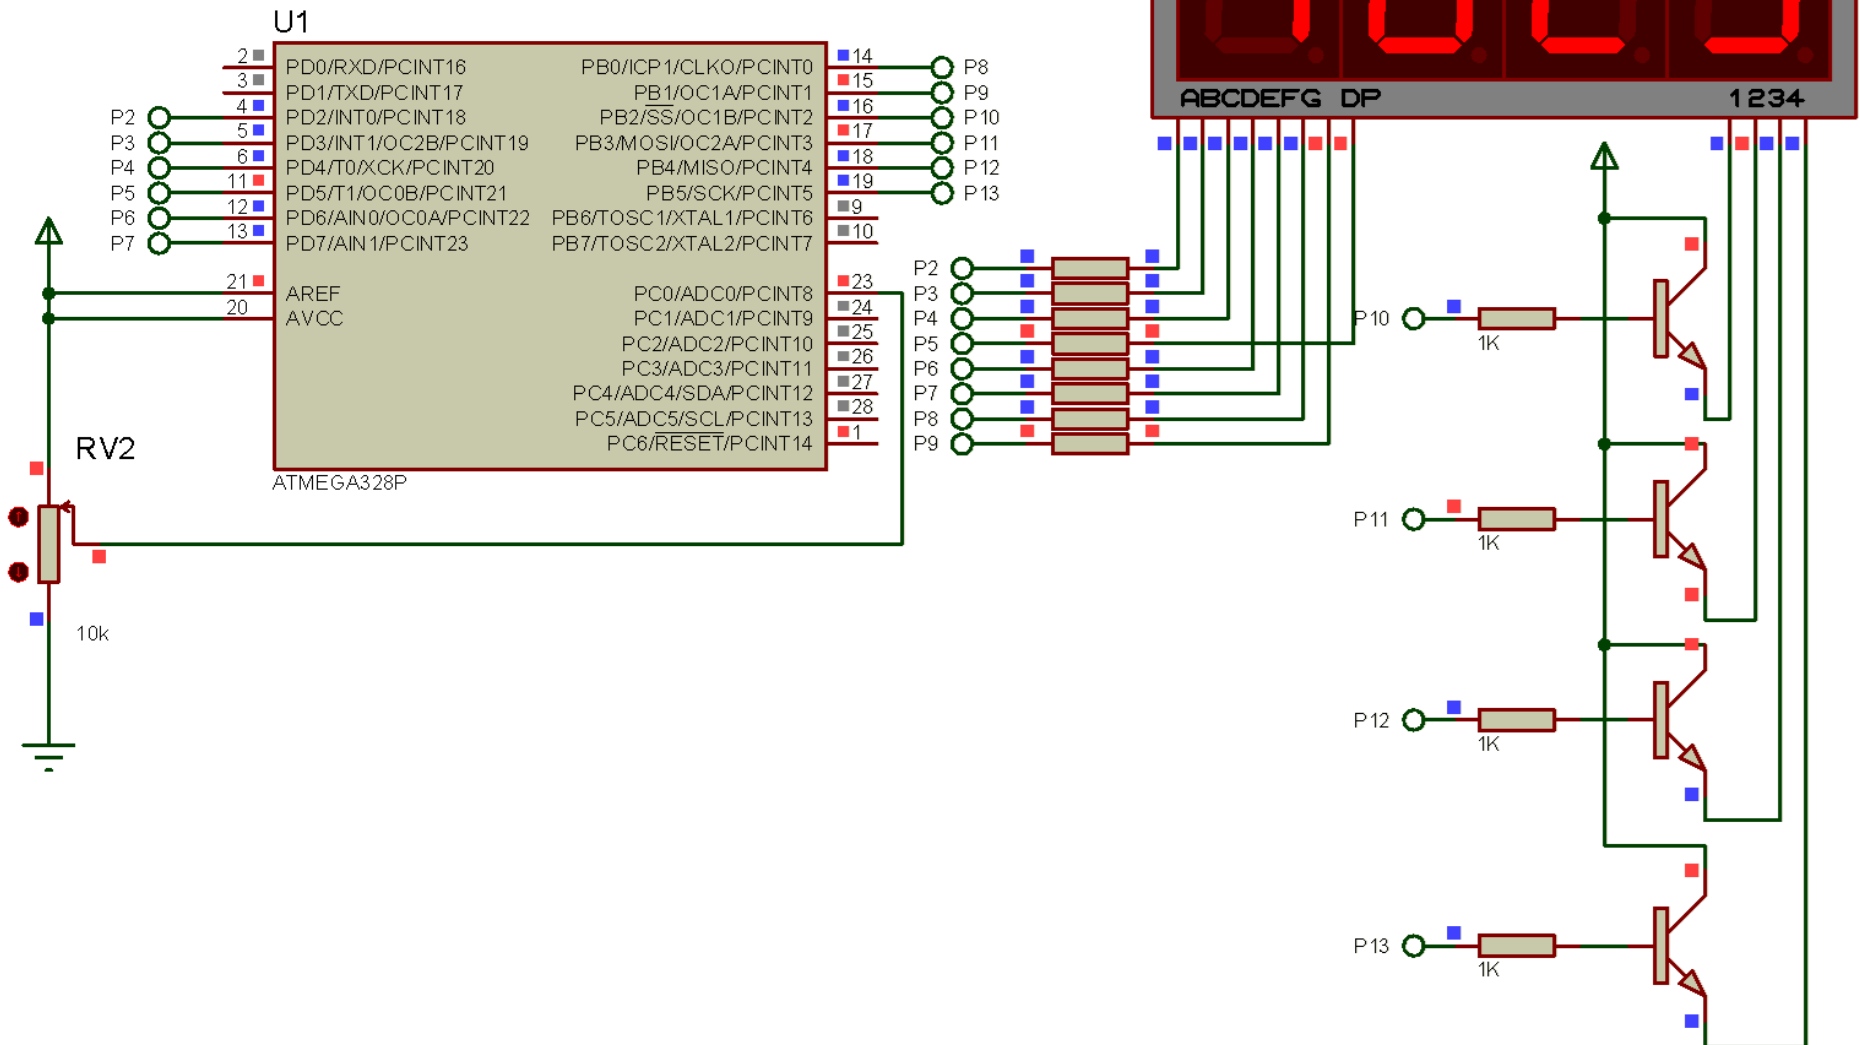 U1
2 PD0/RXD/PCINT16 PB0/ICP1/CLKO/PCINT0 14 P8
3 PD1/TXD/PCINT17 PB1/OC1A/PCINT1 15 P9
P2 4 PD2/INT0/PCINT18 PB2/SS/OC1B/PCINT2 16 P10
P3 5 PD3/INT1/OC2B/PCINT19 PB3/MOSI/OC2A/PCINT3 17 P11
P4 6 PD4/T0/XCK/PCINT20 PB4/MISO/PCINT4 18 P12
P5 11 PD5/T1/OC0B/PCINT21 PB5/SCK/PCINT5 19 P13
P6 12 PD6/AIN0/OC0A/PCINT22 PB6/TOSC1/XTAL1/PCINT6 9
P7 13 PD7/AIN1/PCINT23 PB7/TOSC2/XTAL2/PCINT7 10
21 AREF PC0/ADC0/PCINT8 23
20 AVCC PC1/ADC1/PCINT9 24
PC2/ADC2/PCINT10 25
PC3/ADC3/PCINT11 26
PC4/ADC4/SDA/PCINT12 27
PC5/ADC5/SCL/PCINT13 28
PC6/RESET/PCINT14 1
ATMEGA328P
RV2
10k
ABCDEFG DP 1234
P2
P3
P4
P5
P6
P7
P8
P9
P10
1K
P11
1K
P12
1K
P13
1K